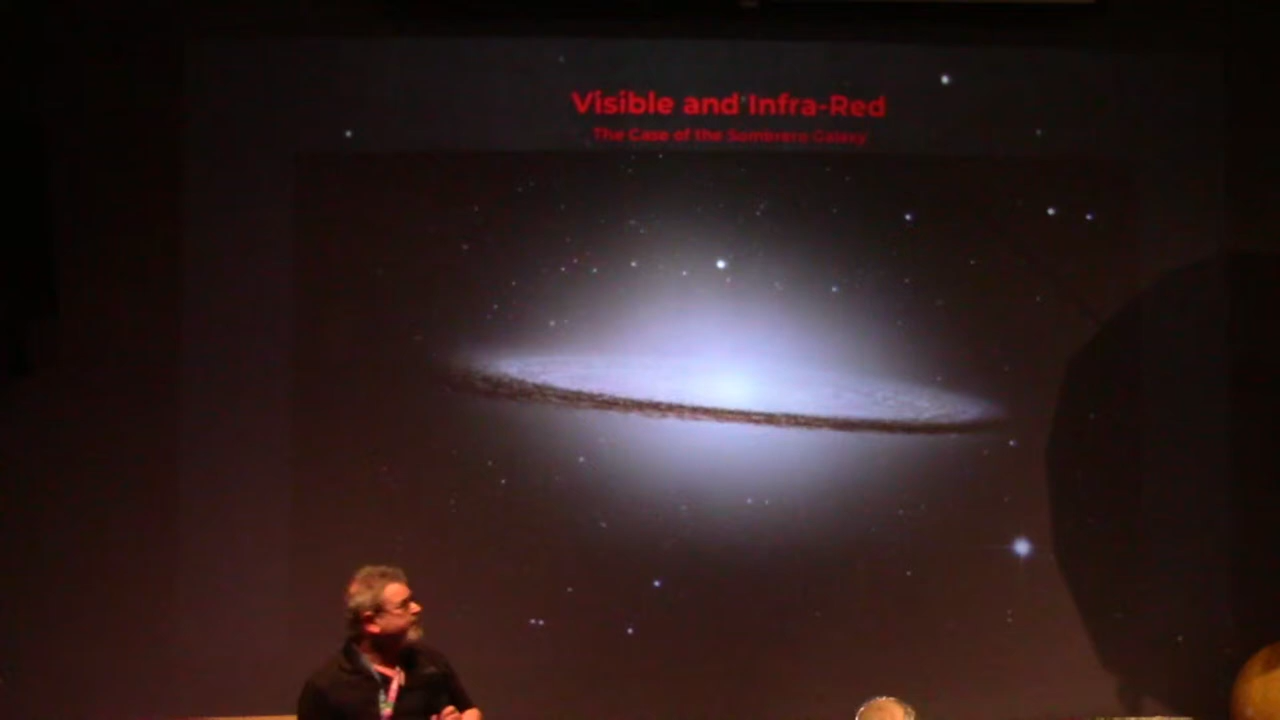 Visible and Infra-Red
The Case of the Sombrero Galaxy